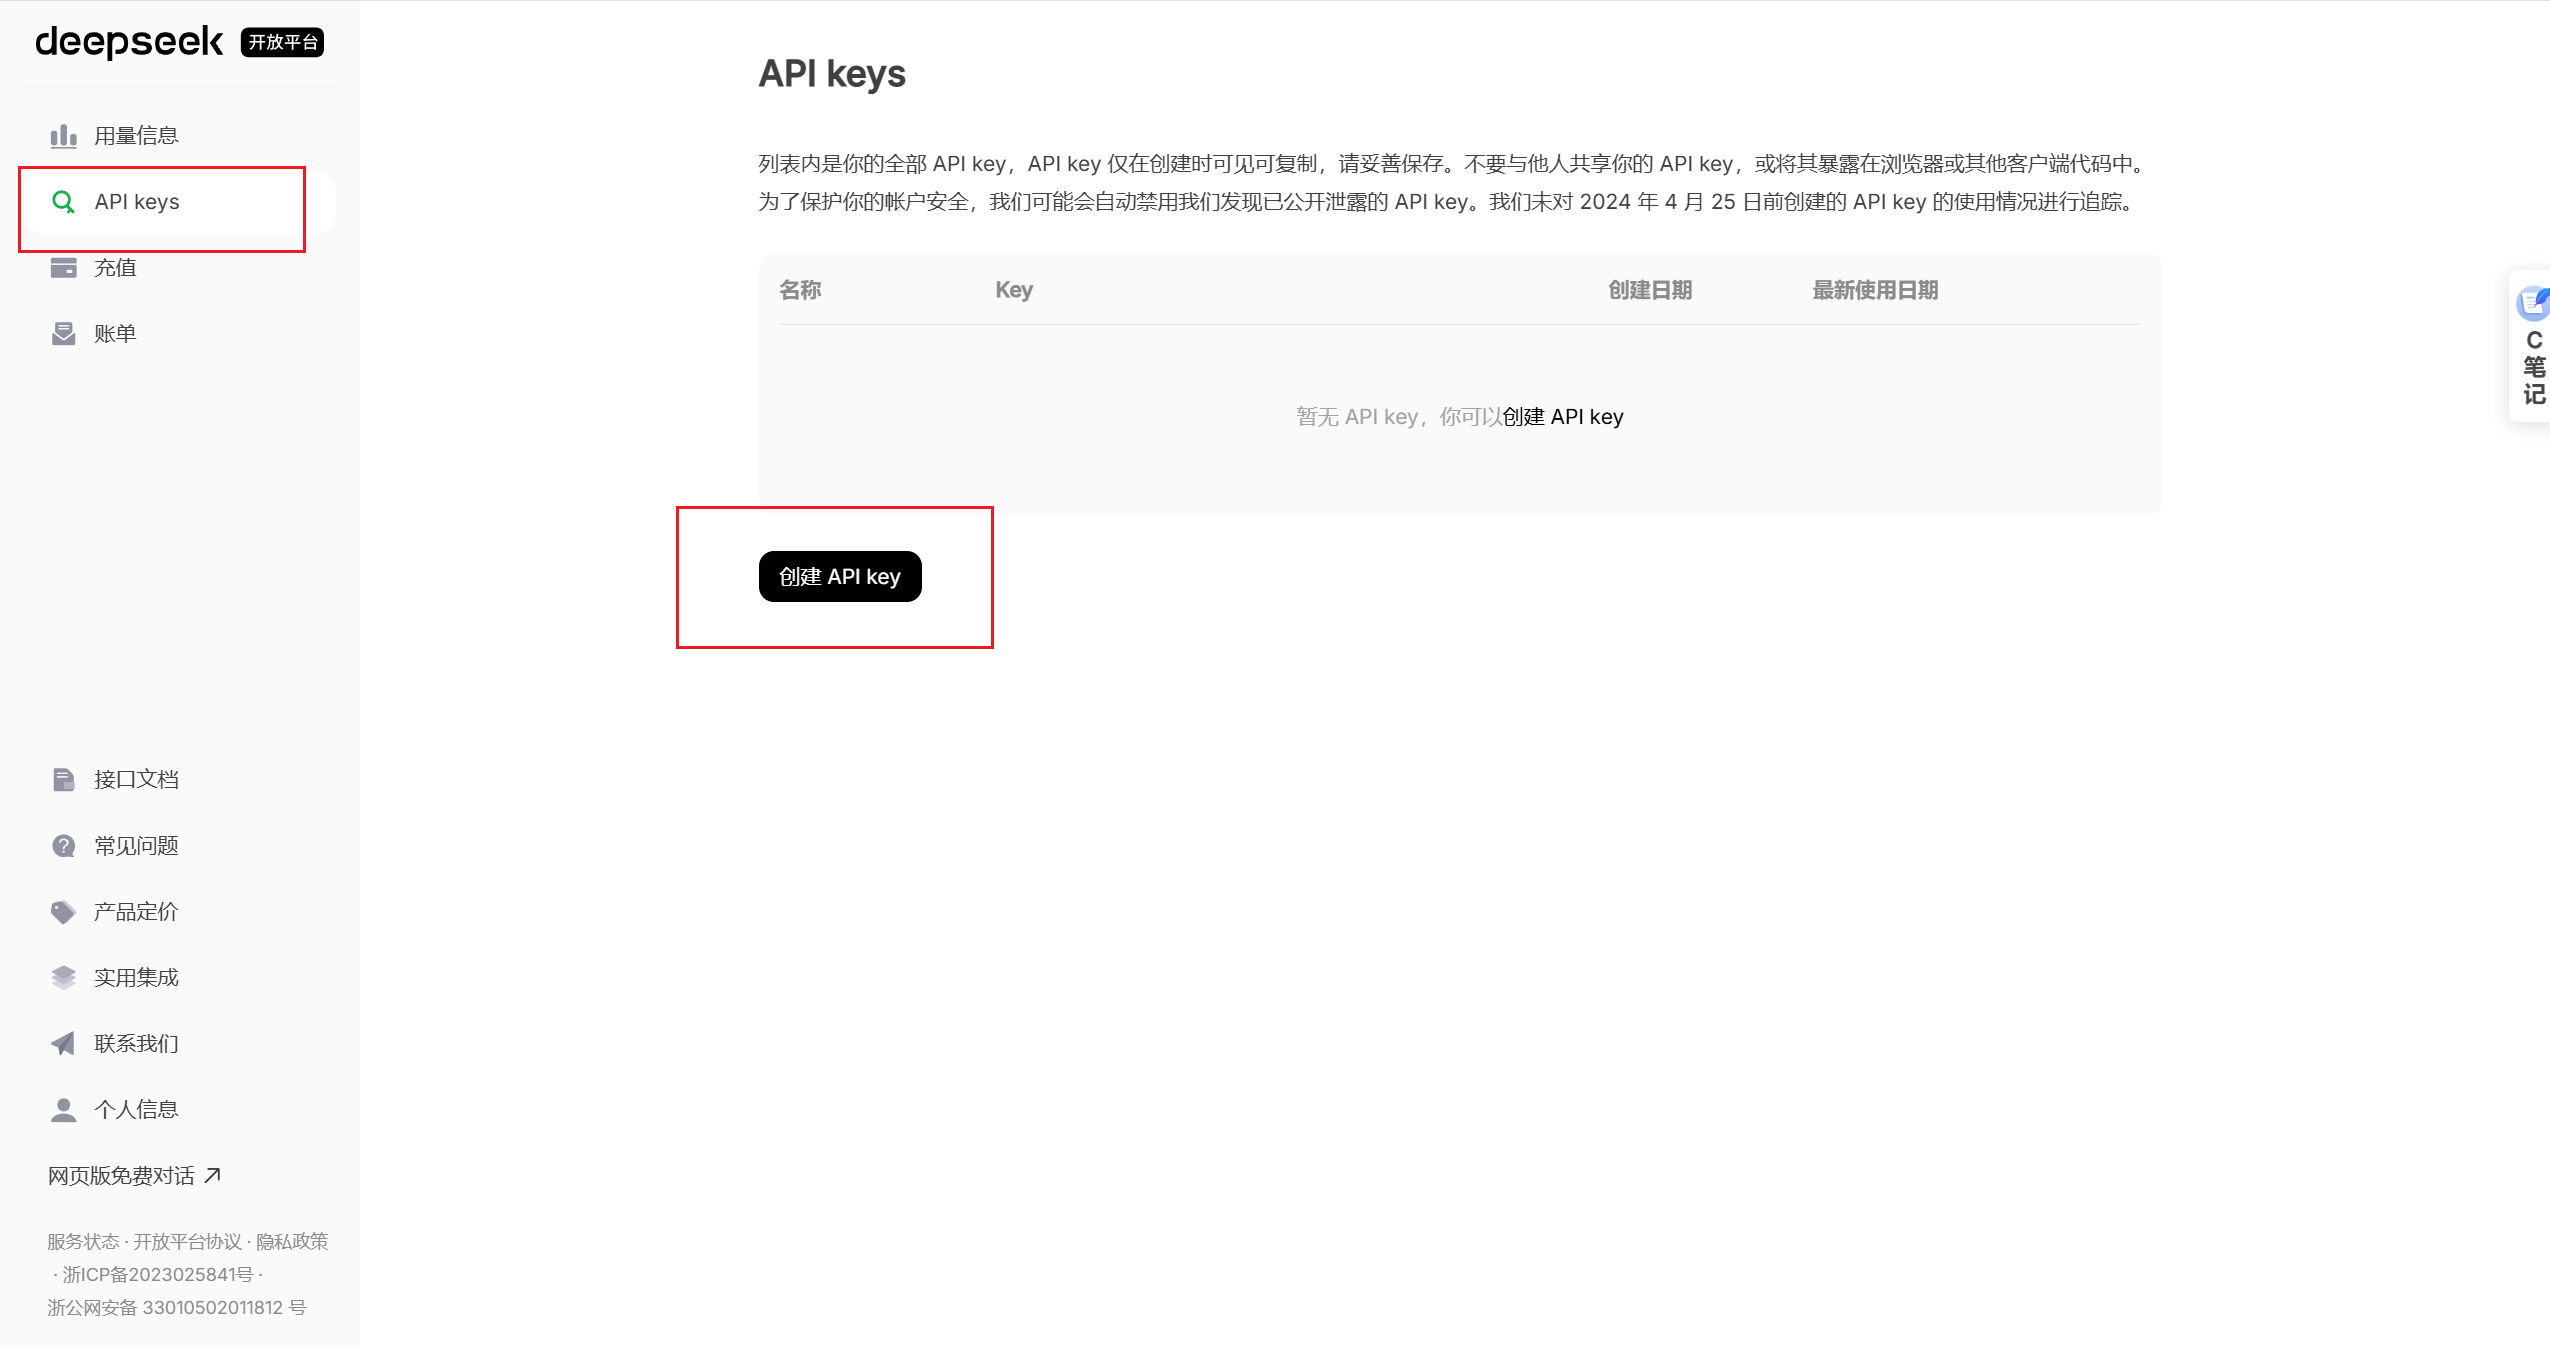 deepseek 开放平台
用量信息
API keys
充值
账单
接口文档
常见问题
产品定价
实用集成
联系我们
个人信息
网页版免费对话
服务状态 · 开放平台协议 · 隐私政策
· 浙ICP备2023025841号 ·
浙公网安备 33010502011812 号
API keys
列表内是你的全部 API key，API key 仅在创建时可见可复制，请妥善保存。不要与他人共享你的 API key，或将其暴露在浏览器或其他客户端代码中。
为了保护你的帐户安全，我们可能会自动禁用我们发现已公开泄露的 API key。我们未对 2024 年 4 月 25 日前创建的 API key 的使用情况进行追踪。
名称 Key 创建日期 最新使用日期
暂无 API key，你可以创建 API key
创建 API key
C
笔
记